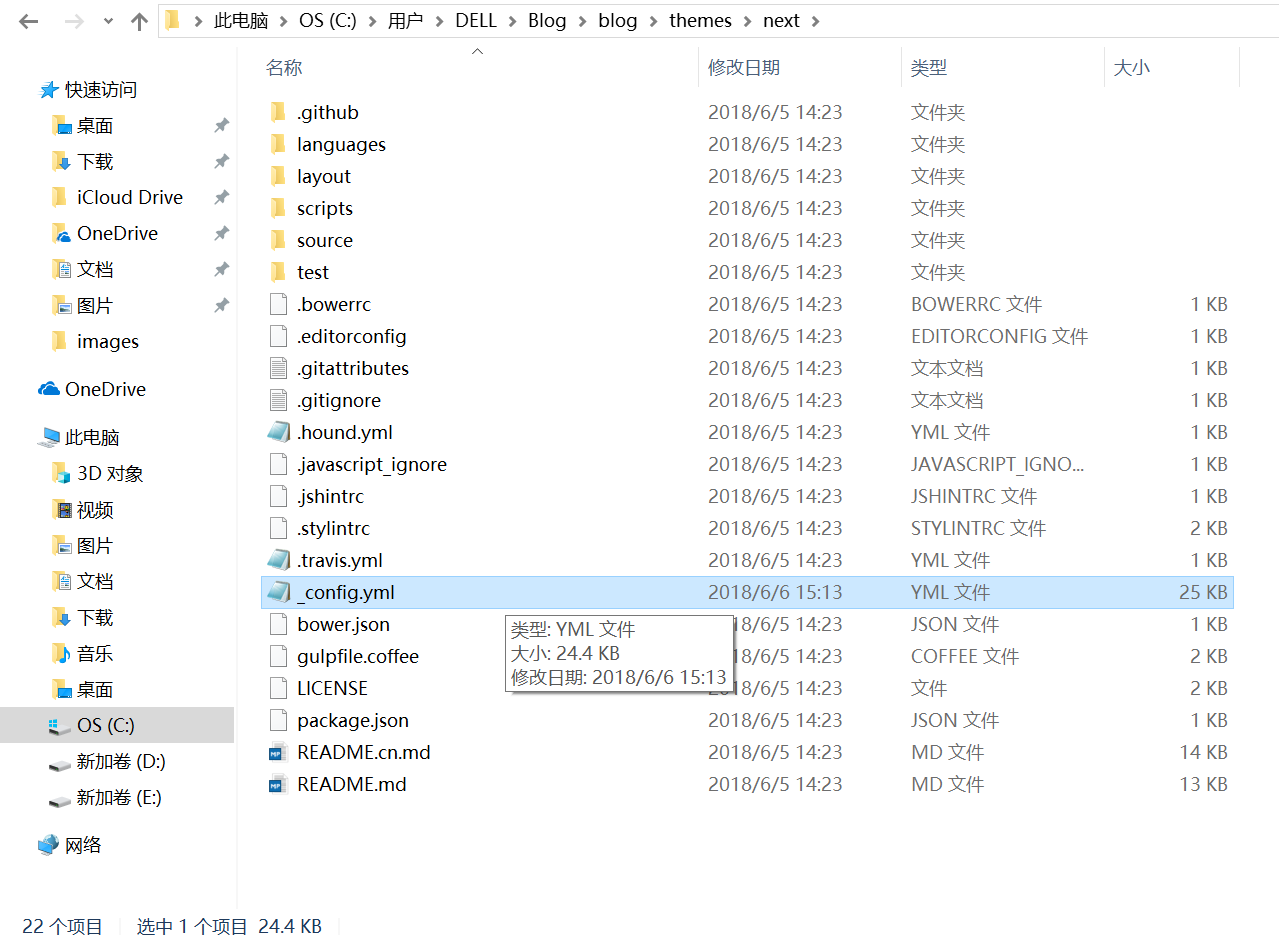 此电脑 OS (C:) 用户 DELL Blog blog themes next
名称 修改日期 类型 大小
快速访问
桌面
下载
iCloud Drive
OneDrive
文档
图片
images
OneDrive
此电脑
3D 对象
视频
图片
文档
下载
音乐
桌面
OS (C:)
新加卷 (D:)
新加卷 (E:)
网络
.github 2018/6/5 14:23 文件夹
languages 2018/6/5 14:23 文件夹
layout 2018/6/5 14:23 文件夹
scripts 2018/6/5 14:23 文件夹
source 2018/6/5 14:23 文件夹
test 2018/6/5 14:23 文件夹
.bowerrc 2018/6/5 14:23 BOWERRC 文件 1 KB
.editorconfig 2018/6/5 14:23 EDITORCONFIG 文件 1 KB
.gitattributes 2018/6/5 14:23 文本文档 1 KB
.gitignore 2018/6/5 14:23 文本文档 1 KB
.hound.yml 2018/6/5 14:23 YML 文件 1 KB
.javascript_ignore 2018/6/5 14:23 JAVASCRIPT_IGNO... 1 KB
.jshintrc 2018/6/5 14:23 JSHINTRC 文件 1 KB
.stylintrc 2018/6/5 14:23 STYLINTRC 文件 2 KB
.travis.yml 2018/6/5 14:23 YML 文件 1 KB
_config.yml 2018/6/6 15:13 YML 文件 25 KB
bower.json 14:23 JSON 文件 1 KB
gulpfile.coffee 14:23 COFFEE 文件 2 KB
LICENSE 2018/6/5 14:23 文件 2 KB
package.json 2018/6/5 14:23 JSON 文件 1 KB
README.cn.md 2018/6/5 14:23 MD 文件 14 KB
README.md 2018/6/5 14:23 MD 文件 13 KB
类型: YML 文件
大小: 24.4 KB
修改日期: 2018/6/6 15:13
22 个项目 选中 1 个项目 24.4 KB